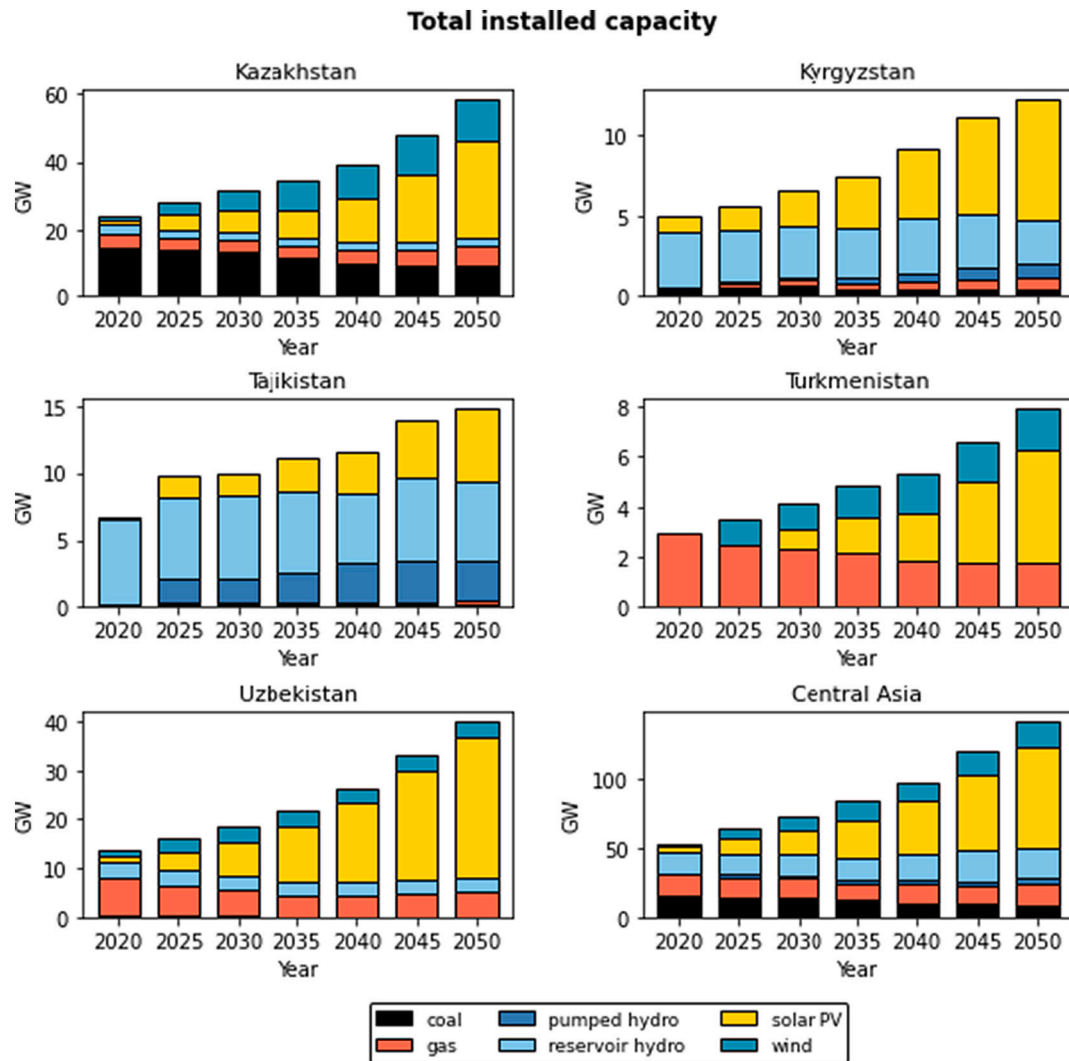 Total installed capacity
Kazakhstan
60
40
20
0
GW
2020 2025 2030 2035 2040 2045 2050
Year
Kyrgyzstan
10
5
0
GW
2020 2025 2030 2035 2040 2045 2050
Year
Tajikistan
15
10
5
0
GW
2020 2025 2030 2035 2040 2045 2050
Year
Turkmenistan
8
6
4
2
0
GW
2020 2025 2030 2035 2040 2045 2050
Year
Uzbekistan
40
30
20
10
0
GW
2020 2025 2030 2035 2040 2045 2050
Year
Central Asia
100
50
0
GW
2020 2025 2030 2035 2040 2045 2050
Year
coal pumped hydro solar PV
gas reservoir hydro wind